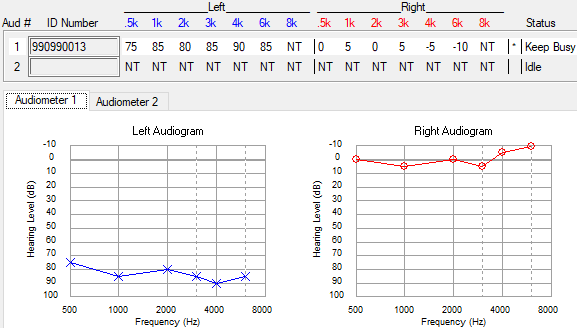 Left Right
Aud # ID Number .5k 1k 2k 3k 4k 6k 8k .5k 1k 2k 3k 4k 6k 8k Status
1 990990013 75 85 80 85 90 85 NT 0 5 0 5 -5 -10 NT * Keep Busy
2 NT NT NT NT NT NT NT NT NT NT NT NT NT NT Idle
Audiometer 1 Audiometer 2
Left Audiogram
-10
0
10
20
30
40
50
60
70
80
90
100
Hearing Level (dB)
500 1000 2000 4000 8000
Frequency (Hz)
Right Audiogram
-10
0
10
20
30
40
50
60
70
80
90
100
Hearing Level (dB)
500 1000 2000 4000 8000
Frequency (Hz)